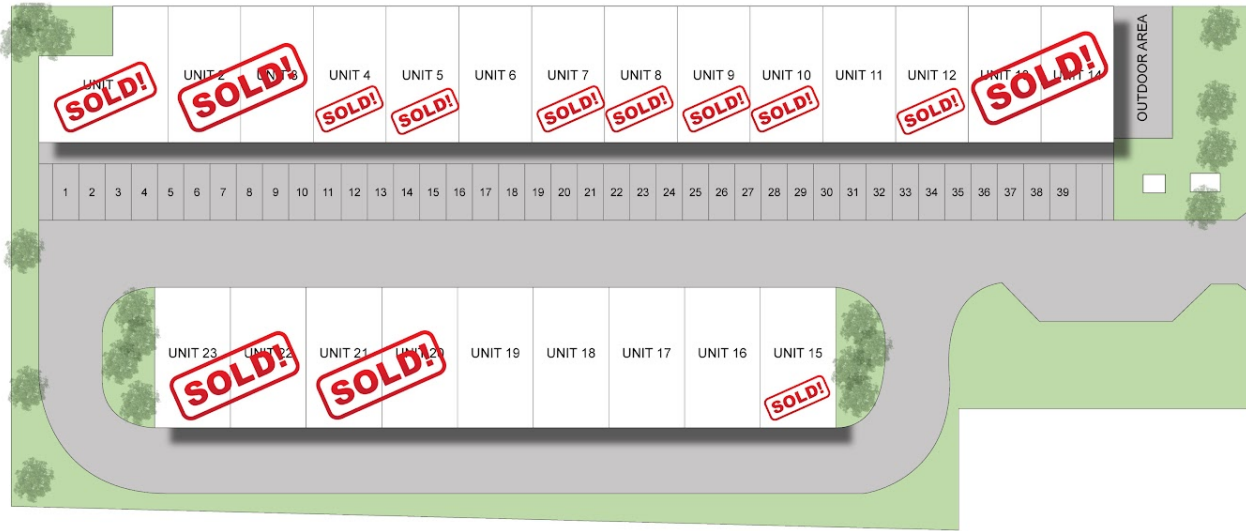 UNIT
UNIT 2
UNIT 3
UNIT 4
UNIT 5
UNIT 6
UNIT 7
UNIT 8
UNIT 9
UNIT 10
UNIT 11
UNIT 12
UNIT 13
UNIT 14
OUTDOOR AREA
SOLD!
SOLD!
SOLD!
SOLD!
SOLD!
SOLD!
SOLD!
SOLD!
SOLD!
SOLD!
1 2 3 4 5 6 7 8 9 10 11 12 13 14 15 16 17 18 19 20 21 22 23 24 25 26 27 28 29 30 31 32 33 34 35 36 37 38 39
UNIT 23
UNIT 22
UNIT 21
UNIT 20
UNIT 19
UNIT 18
UNIT 17
UNIT 16
UNIT 15
SOLD!
SOLD!
SOLD!